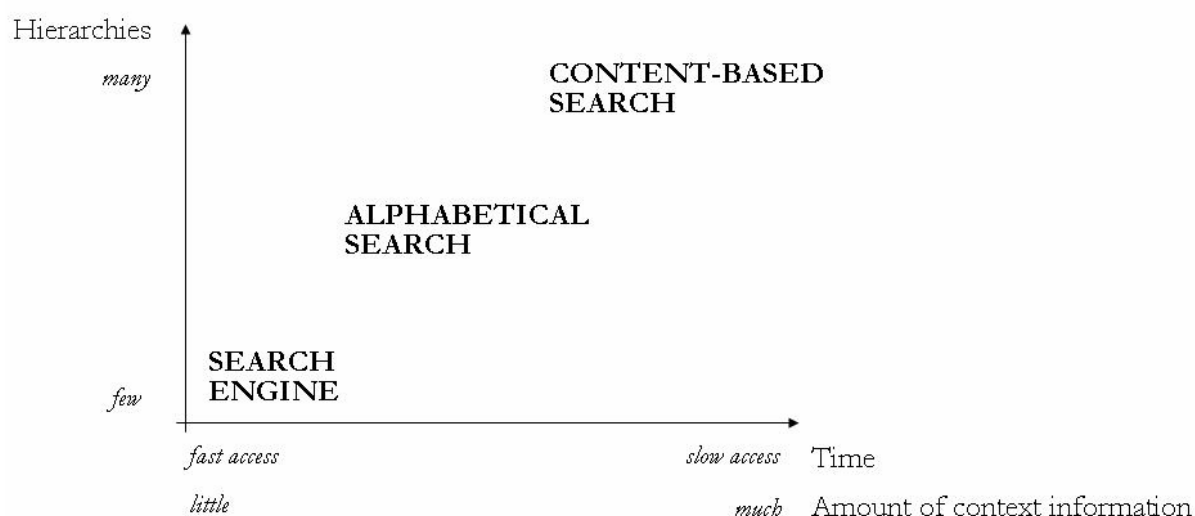 Hierarchies
many
CONTENT-BASED
SEARCH
ALPHABETICAL
SEARCH
SEARCH
ENGINE
few
fast access slow access Time
little much Amount of context information